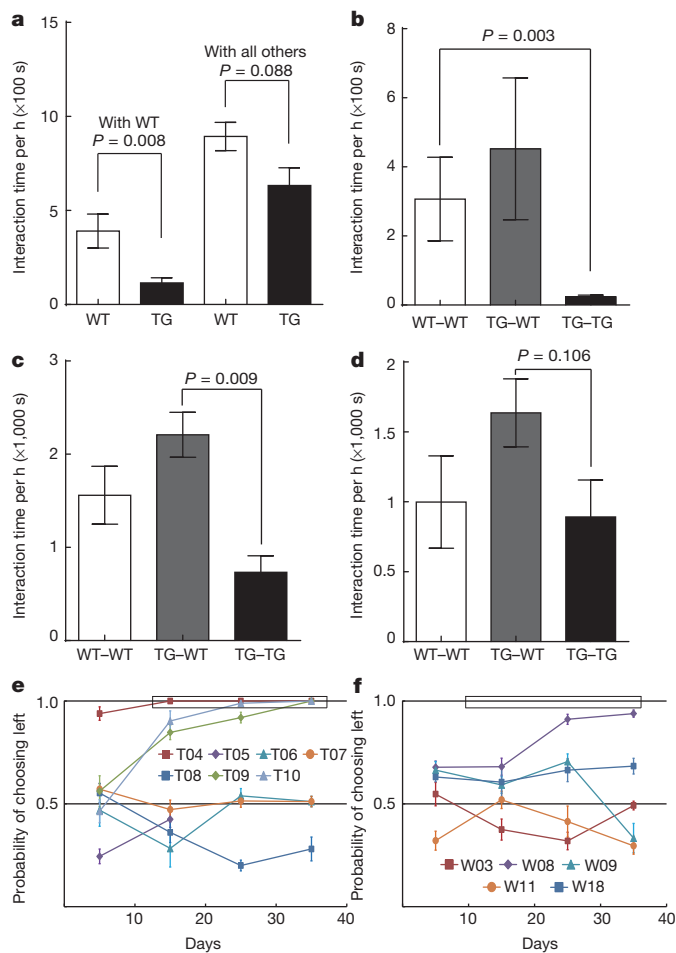 a
Interaction time per h (×100 s)
15
10
5
0
With WT
P = 0.008
With all others
P = 0.088
WT
TG
WT
TG
b
Interaction time per h (×100 s)
8
6
4
2
0
P = 0.003
WT–WT
TG–WT
TG–TG
c
Interaction time per h (×1,000 s)
3
2
1
0
P = 0.009
WT–WT
TG–WT
TG–TG
d
Interaction time per h (×1,000 s)
2
1.5
1
0.5
0
P = 0.106
WT–WT
TG–WT
TG–TG
e
Probability of choosing left
1.0
0.5
T04 T05 T06 T07
T08 T09 T10
0 10 20 30 40
Days
f
Probability of choosing left
1.0
0.5
W03 W08 W09
W11 W18
0 10 20 30 40
Days